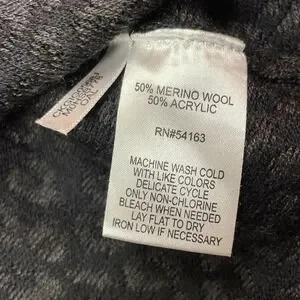 50% MERINO WOOL
50% ACRYLIC
RN#54163
MACHINE WASH COLD
WITH LIKE COLORS
DELICATE CYCLE
ONLY NON-CHLORINE
BLEACH WHEN NEEDED
LAY FLAT TO DRY
IRON LOW IF NECESSARY